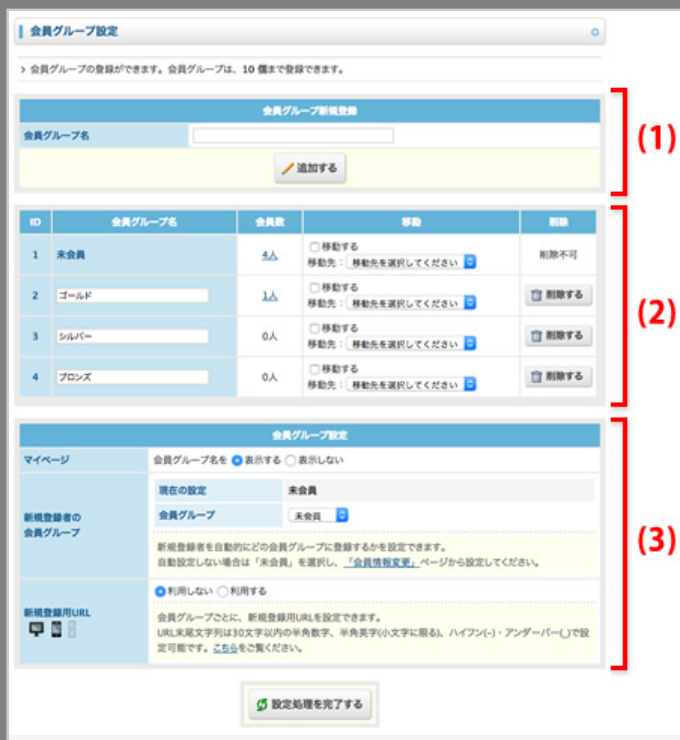 会員グループ設定
> 会員グループの登録ができます。会員グループは、10 個まで登録できます。
会員グループ新規登録
会員グループ名
追加する
(1)
ID 会員グループ名 会員数 移動 削除
1 未会員 4人 移動する 削除不可
移動先： 移動先を選択してください
2 ゴールド 1人 移動する 削除する
移動先： 移動先を選択してください
(2)
3 シルバー 0人 移動する 削除する
移動先： 移動先を選択してください
4 ブロンズ 0人 移動する 削除する
移動先： 移動先を選択してください
会員グループ設定
マイページ 会員グループ名を 表示する 表示しない
現在の設定 未会員
新規登録者の
会員グループ
会員グループ 未会員
(3)
新規登録者を自動的にどの会員グループに登録するかを設定できます。
自動設定しない場合は「未会員」を選択し、「会員情報変更」ページから設定してください。
新規登録用URL
利用しない 利用する
会員グループごとに、新規登録用URLを設定できます。
URL末尾文字列は30文字以内の半角数字、半角英字(小文字に限る)、ハイフン(-)・アンダーバー(_)で設
定可能です。こちらをご覧ください。
設定処理を完了する